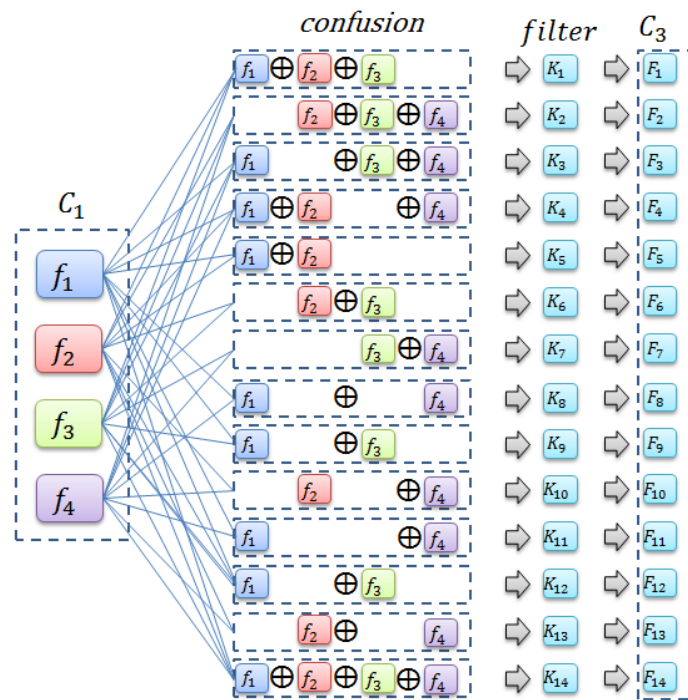 confusion filter C₃
f₁ ⊕ f₂ ⊕ f₃ K₁ F₁
f₂ ⊕ f₃ ⊕ f₄ K₂ F₂
f₁ ⊕ f₃ ⊕ f₄ K₃ F₃
C₁
f₁ ⊕ f₂ ⊕ f₄ K₄ F₄
f₁ ⊕ f₂ K₅ F₅
f₁
f₂ ⊕ f₃ K₆ F₆
f₂
f₃ ⊕ f₄ K₇ F₇
f₁ ⊕ f₄ K₈ F₈
f₃
f₁ ⊕ f₃ K₉ F₉
f₂ ⊕ f₄ K₁₀ F₁₀
f₄
f₁ ⊕ f₄ K₁₁ F₁₁
f₁ ⊕ f₃ K₁₂ F₁₂
f₂ ⊕ f₄ K₁₃ F₁₃
f₁ ⊕ f₂ ⊕ f₃ ⊕ f₄ K₁₄ F₁₄